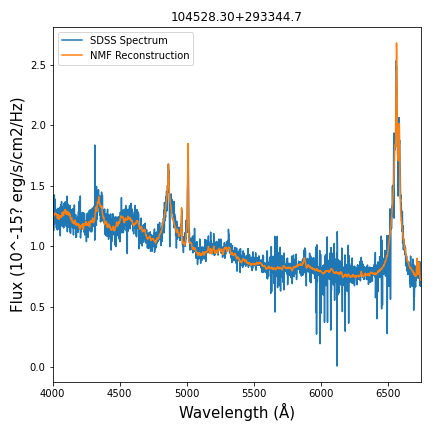 104528.30+293344.7
SDSS Spectrum
NMF Reconstruction
Flux (10^-15? erg/s/cm2/Hz)
2.5
2.0
1.5
1.0
0.5
0.0
4000 4500 5000 5500 6000 6500
Wavelength (Å)